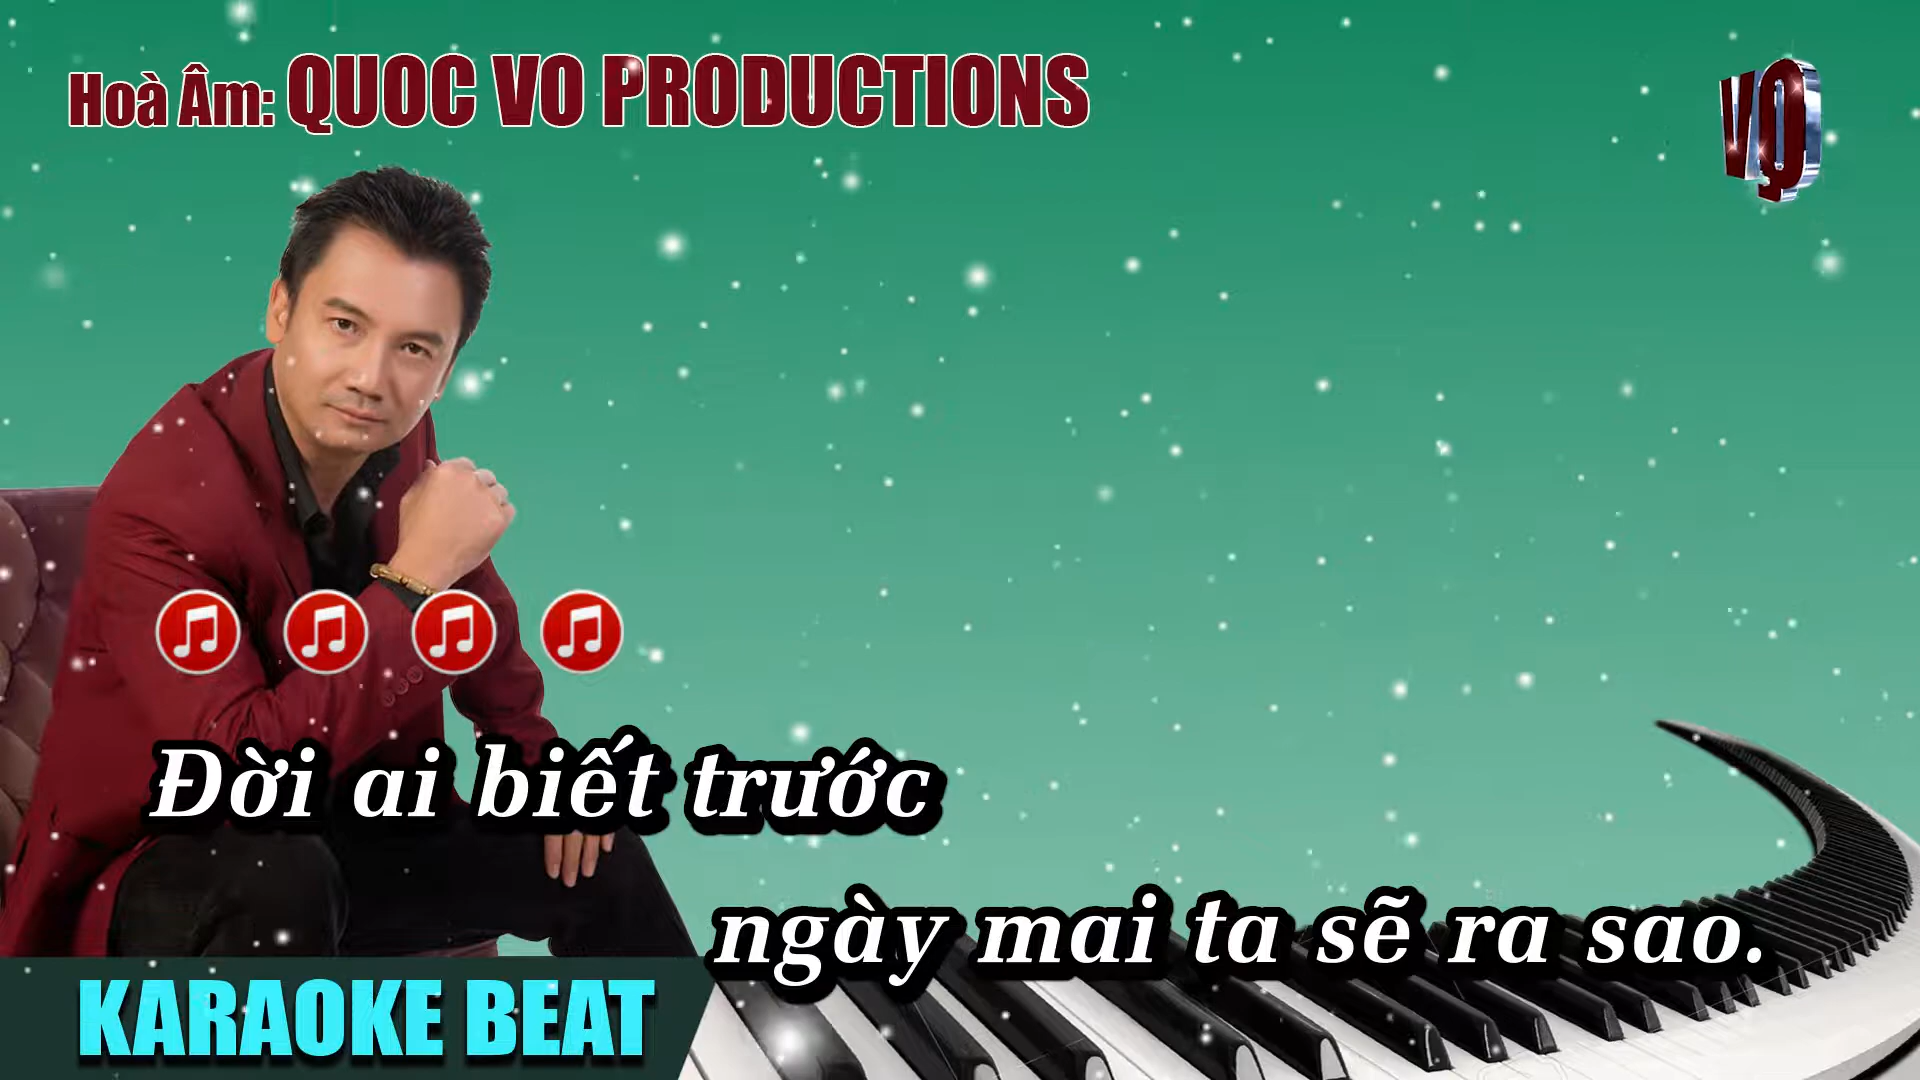 Hoà Âm: QUOC VO PRODUCTIONS
VQ
Đời ai biết trước
ngày mai ta sẽ ra sao.
KARAOKE BEAT